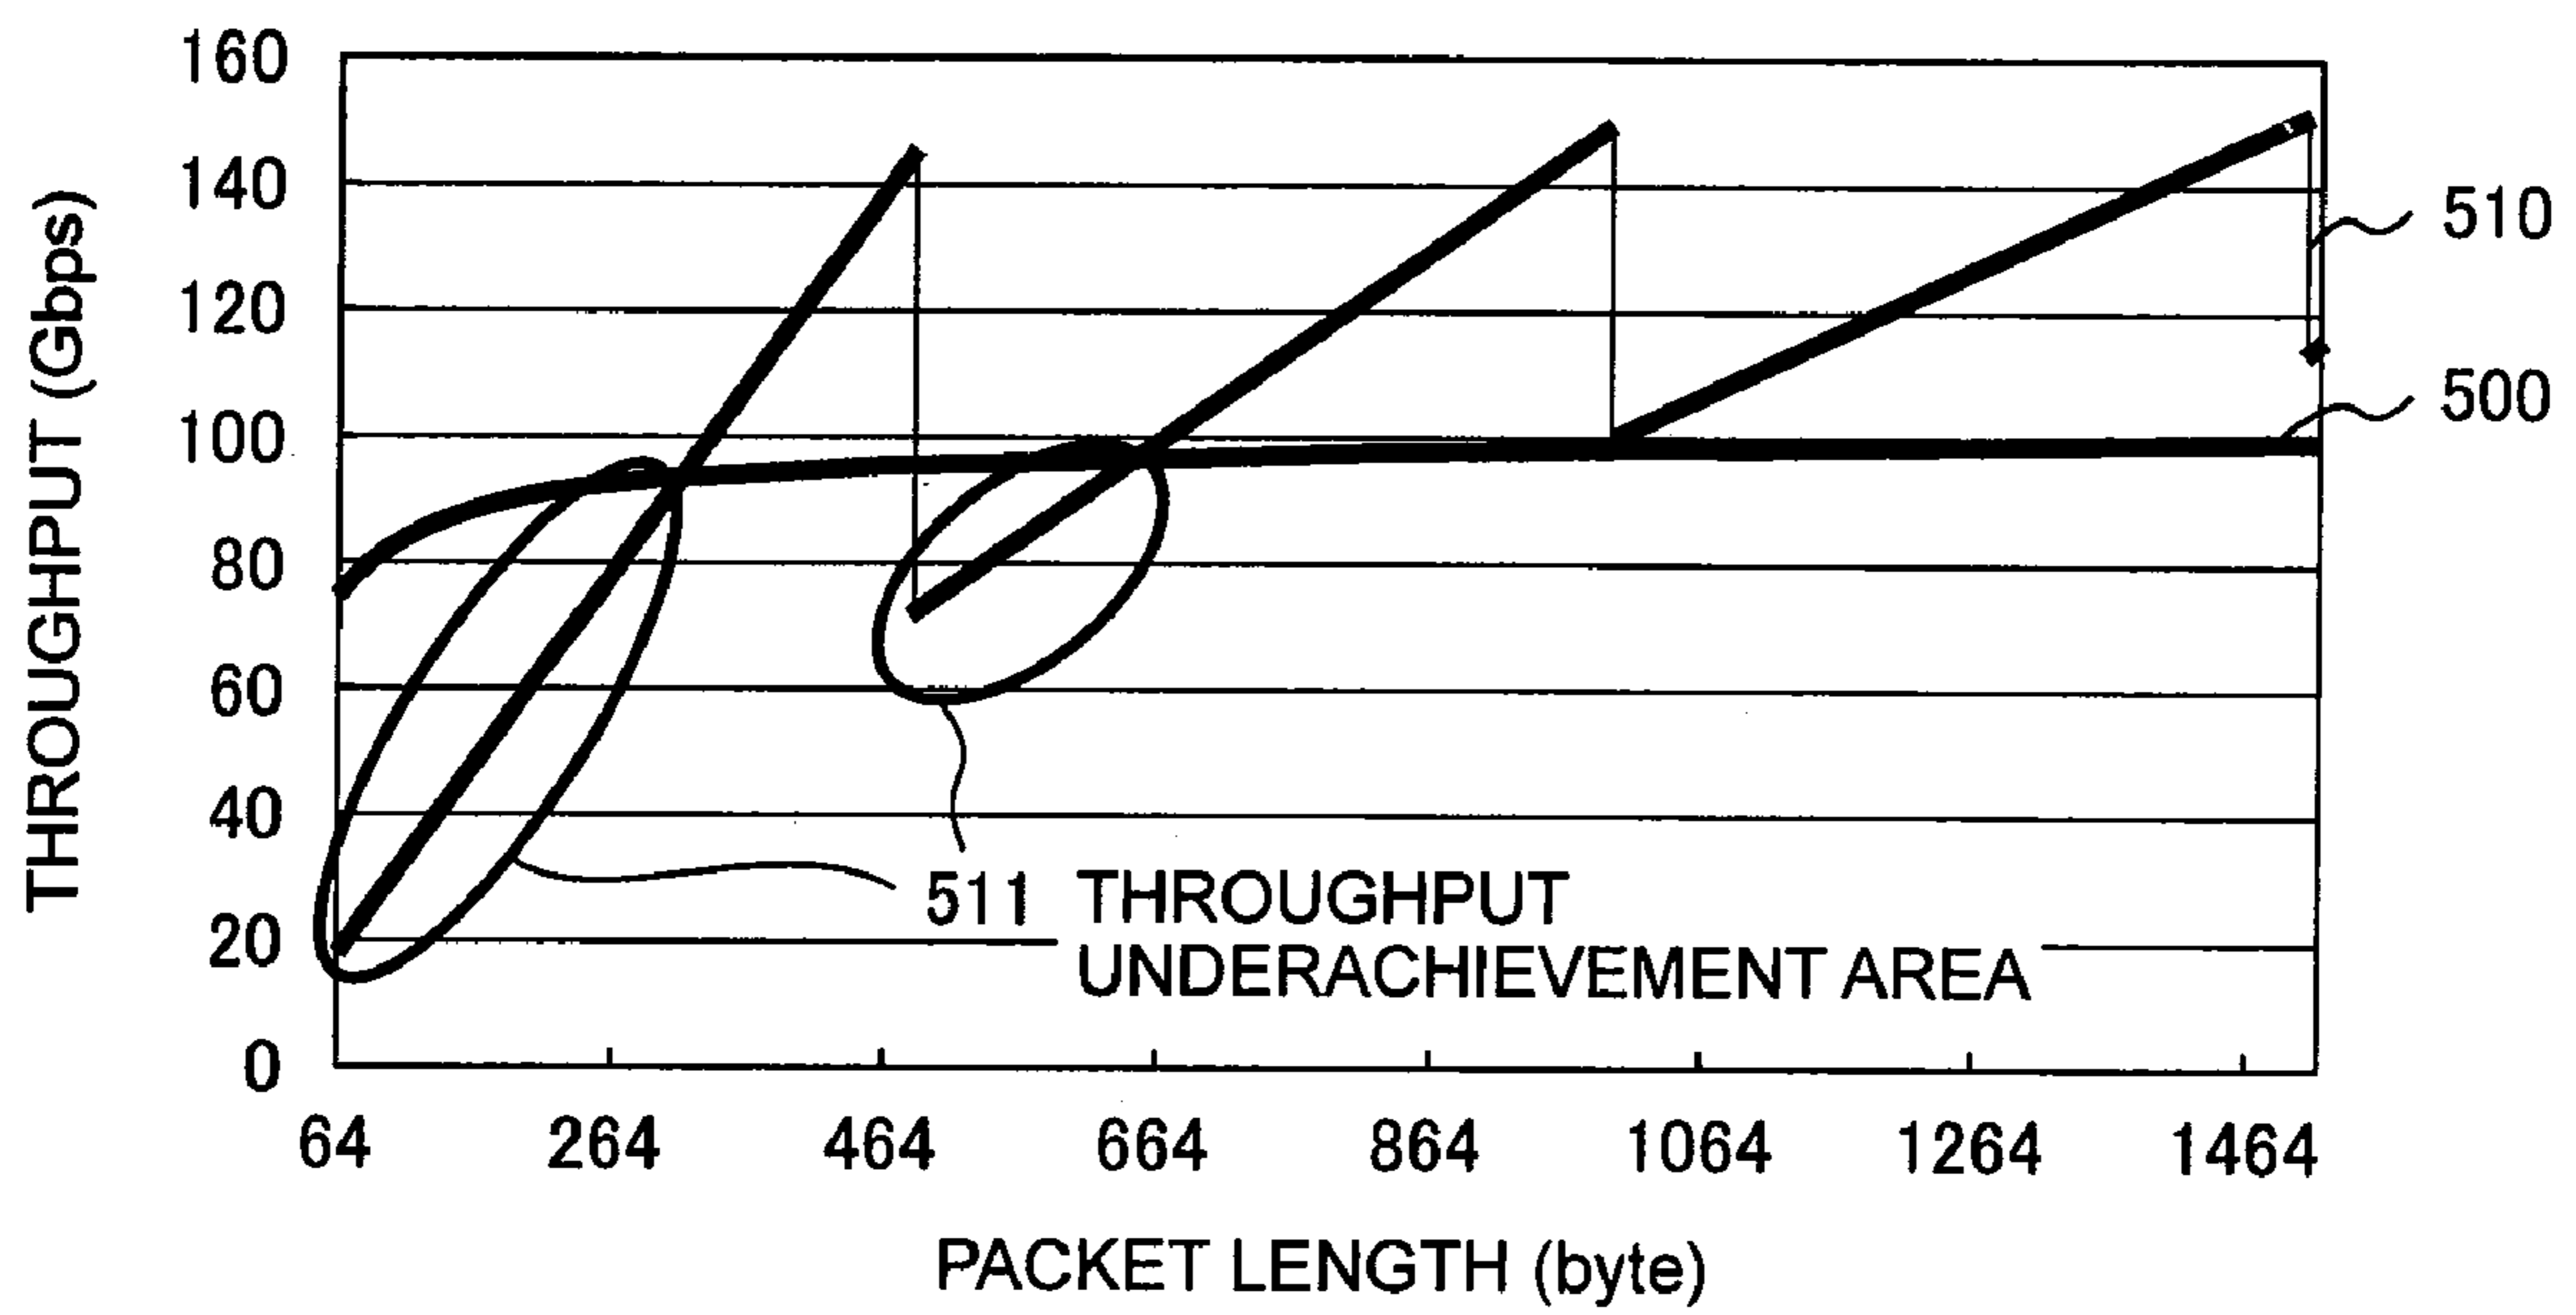 160
140
120
100
80
60
40
20
0
THROUGHPUT (Gbps)
510
500
511 THROUGHPUT
UNDERACHIEVEMENT AREA
64 264 464 664 864 1064 1264 1464
PACKET LENGTH (byte)